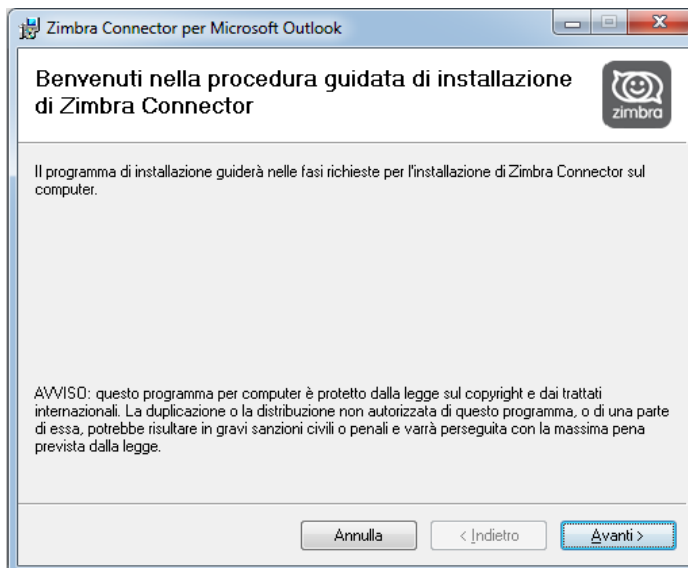 Zimbra Connector per Microsoft Outlook
Benvenuti nella procedura guidata di installazione
di Zimbra Connector
zimbra
Il programma di installazione guiderà nelle fasi richieste per l'installazione di Zimbra Connector sul
computer.
AVVISO: questo programma per computer è protetto dalla legge sul copyright e dai trattati
internazionali. La duplicazione o la distribuzione non autorizzata di questo programma, o di una parte
di essa, potrebbe risultare in gravi sanzioni civili o penali e varrà perseguita con la massima pena
prevista dalla legge.
Annulla
< Indietro
Avanti >